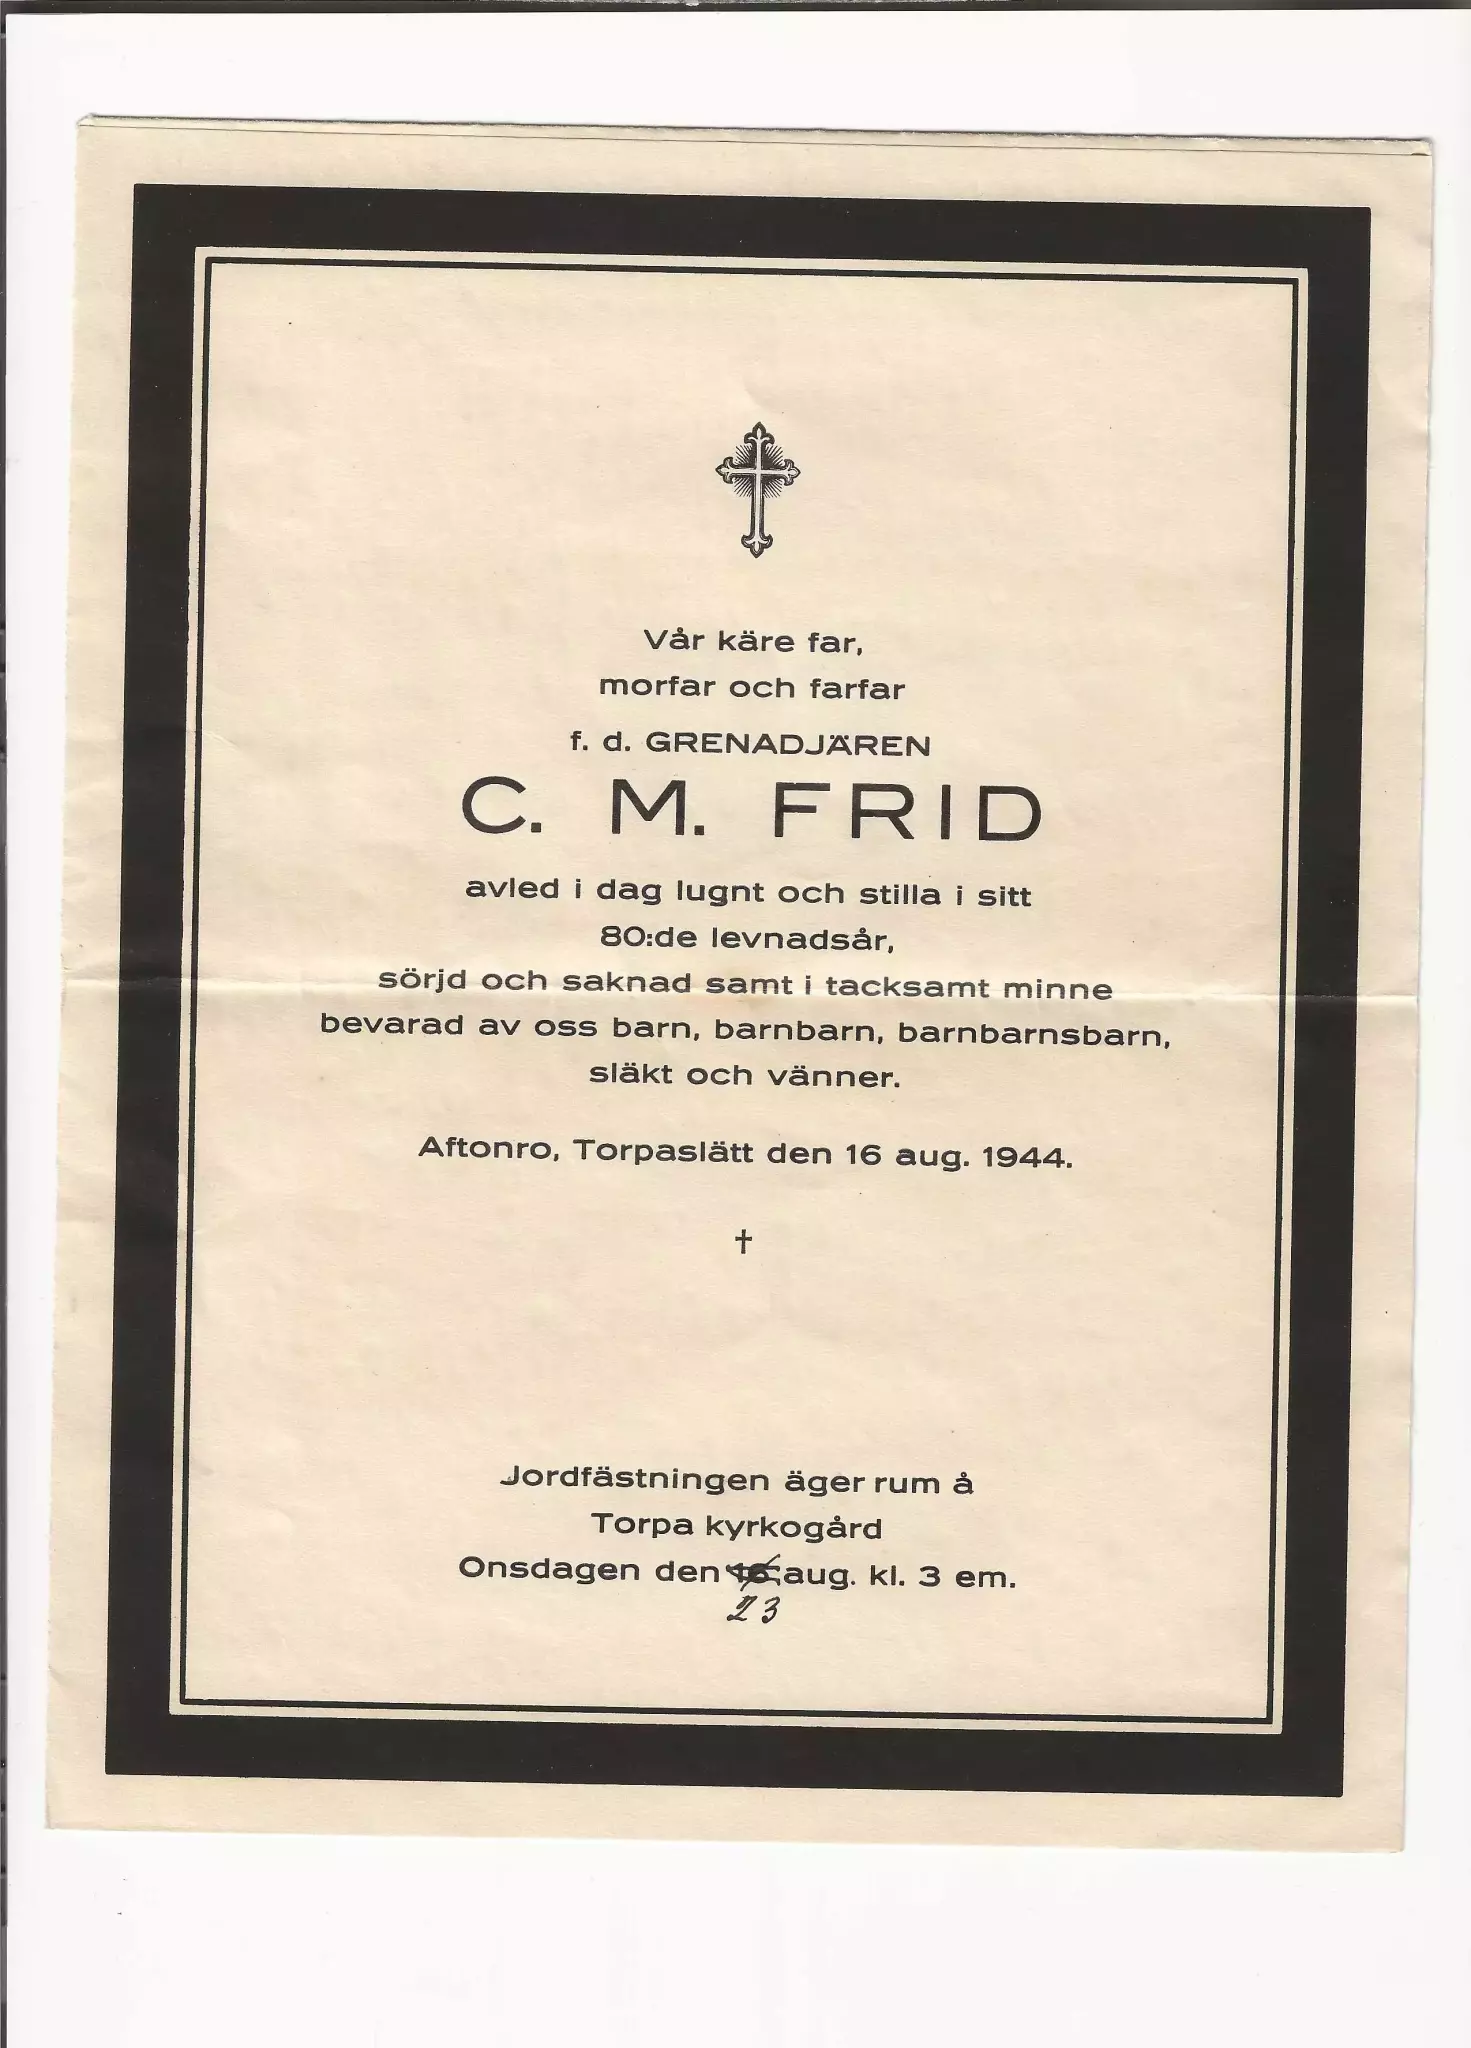 Vår käre far,
morfar och farfar
f. d. GRENADJÄREN
C. M. FRID
avled i dag lugnt och stilla i sitt
80:de levnadsår,
sörjd och saknad samt i tacksamt minne
bevarad av oss barn, barnbarn, barnbarnsbarn,
släkt och vänner.
Aftonro, Torpaslätt den 16 aug. 1944.
†
Jordfästningen äger rum å
Torpa kyrkogård
Onsdagen den 16 aug. kl. 3 em.
23